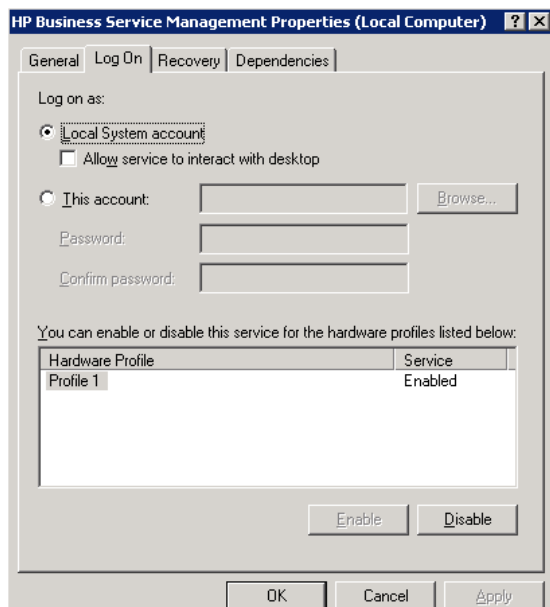 HP Business Service Management Properties (Local Computer)
General Log On Recovery Dependencies
Log on as:
Local System account
Allow service to interact with desktop
This account:
Browse...
Password:
Confirm password:
You can enable or disable this service for the hardware profiles listed below:
Hardware Profile Service
Profile 1 Enabled
Enable Disable
OK Cancel Apply